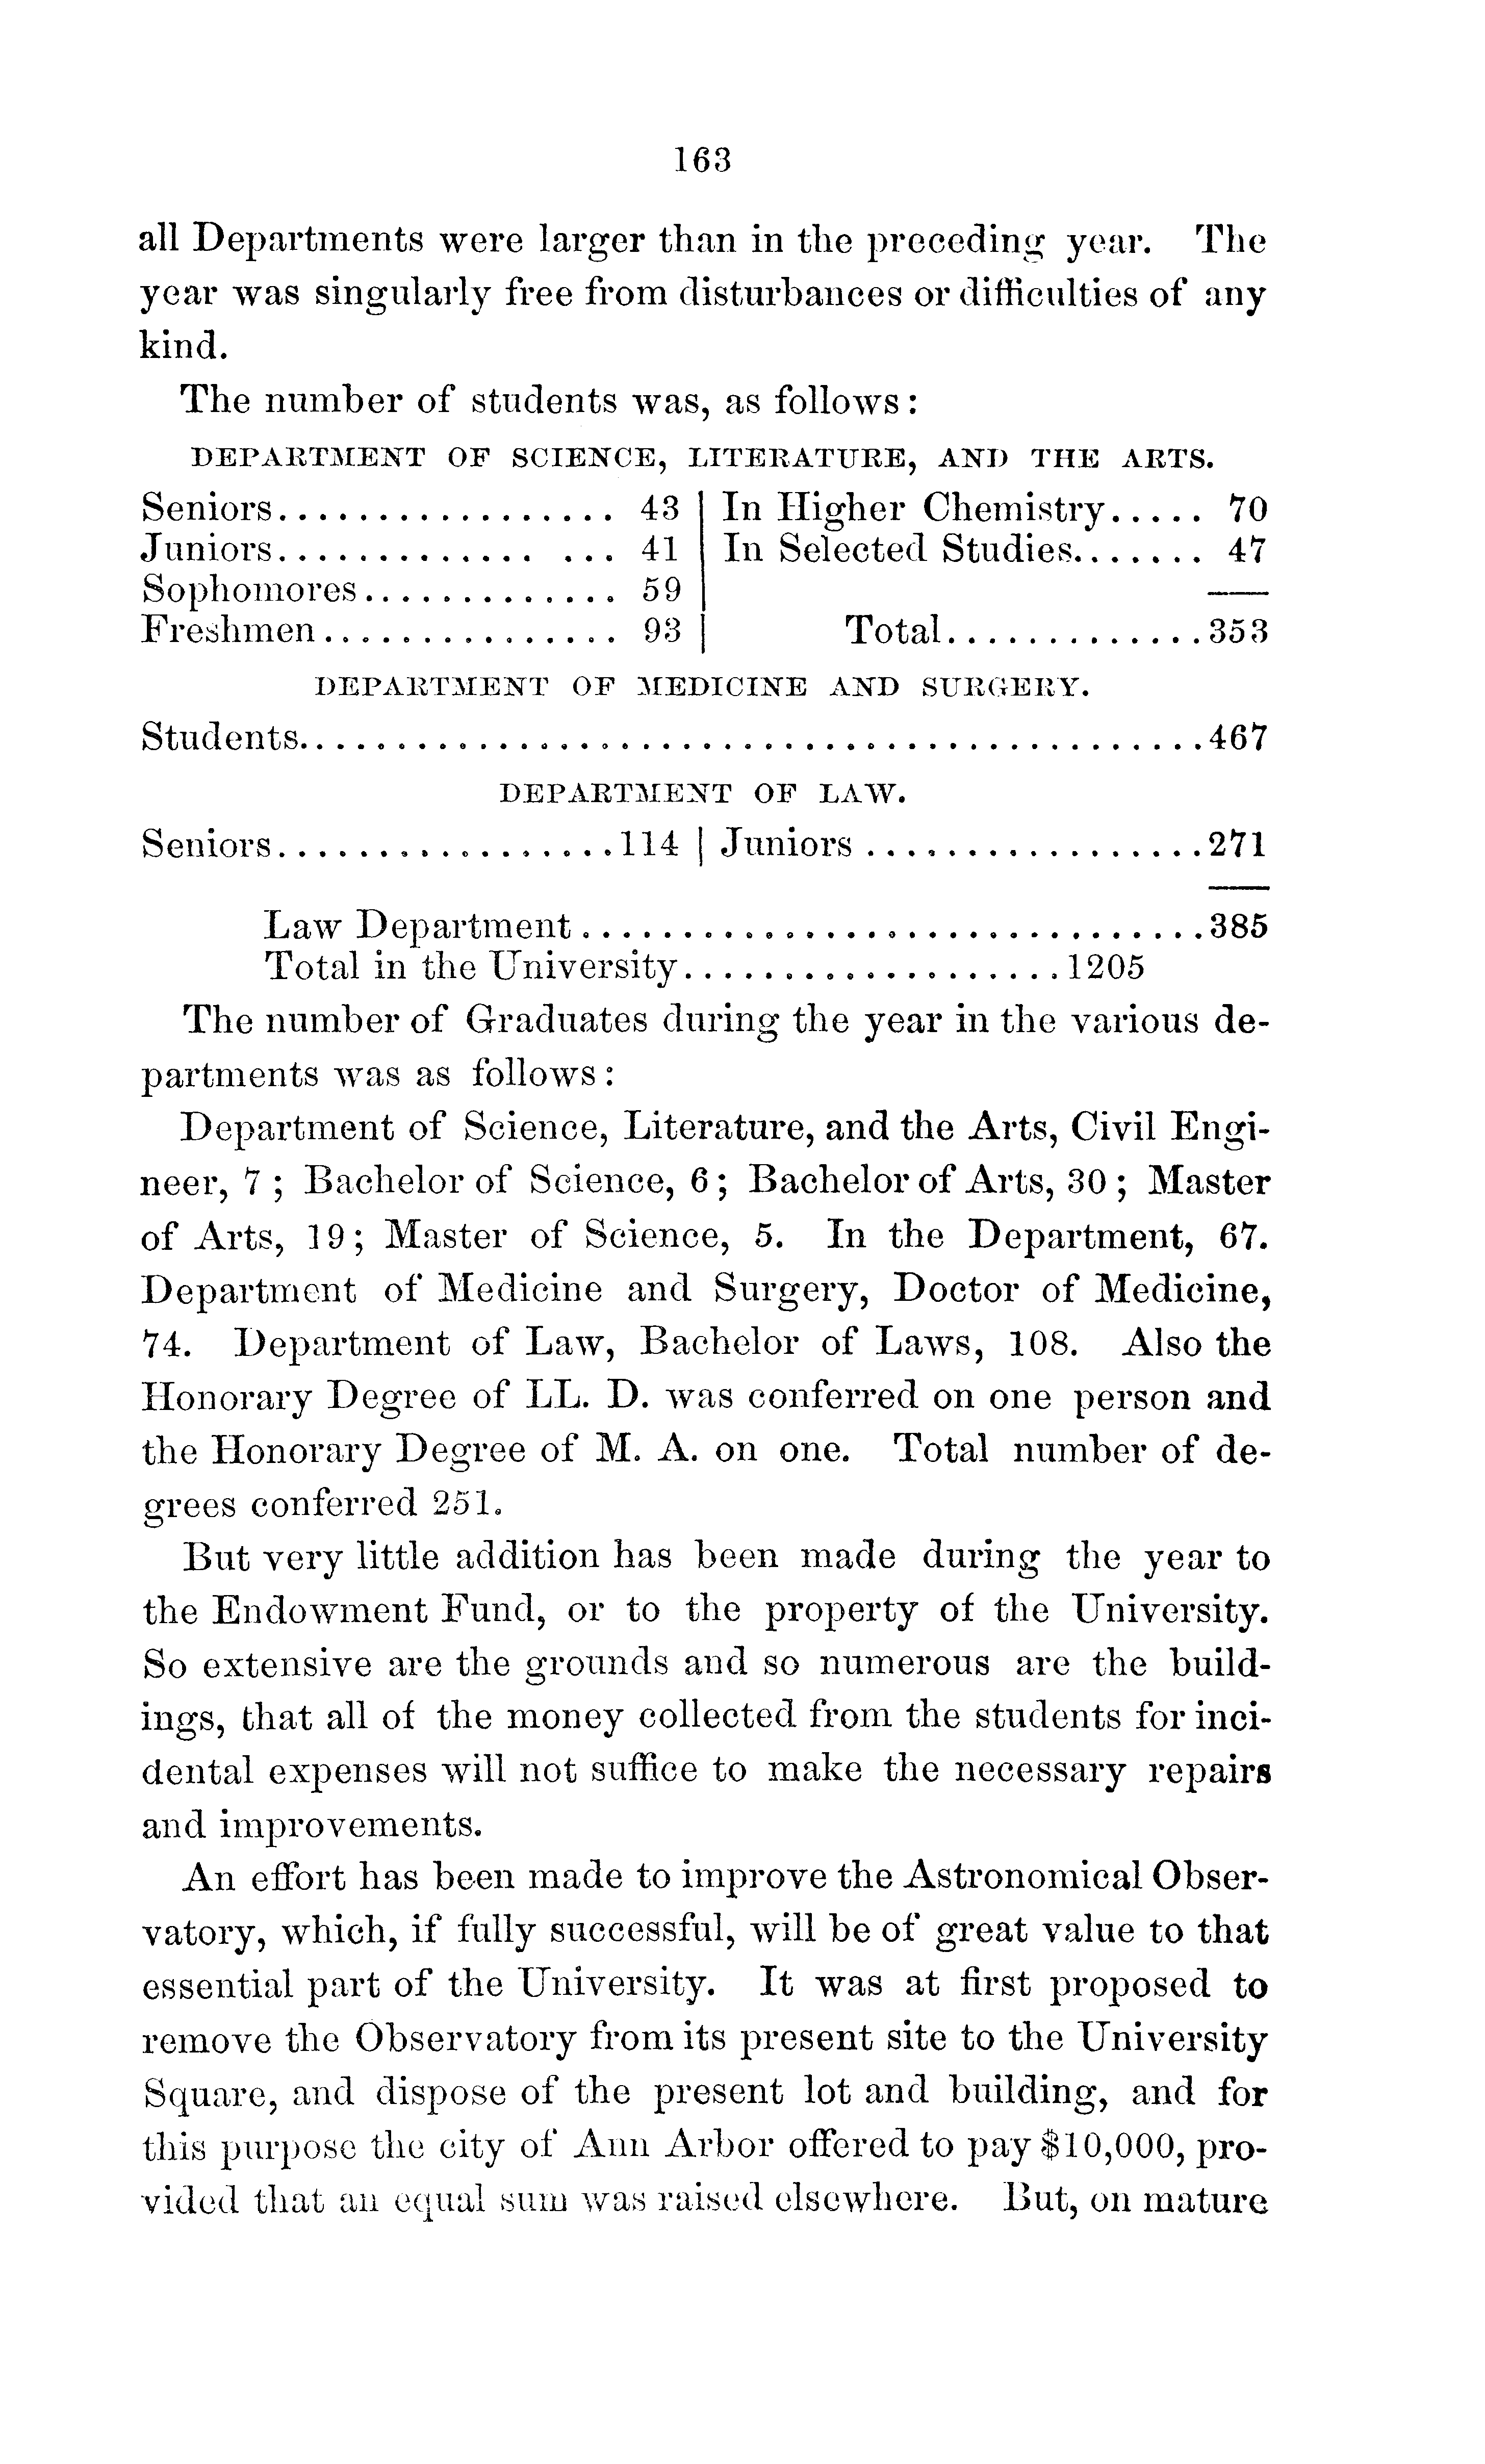 163
all Departments were larger than in the preceding year. The
year was singularly free from disturbances or difficulties of any
kind.
The number of students was, as follows:
DEPARTMENT OF SCIENCE, LITERATURE, AND THE ARTS.
Seniors................. 43 | In Higher Chemistry..... 70
Juniors............. ... 41 | In Selected Studies....... 47
Sophomores............. 59 |
Freshmen............... 93 | Total.............353
DEPARTMENT OF MEDICINE AND SURGERY.
Students.............................................467
DEPARTMENT OF LAW.
Seniors.................114 | Juniors .................271
Law Department...............................385
Total in the University...................1205
The number of Graduates during the year in the various de-
partments was as follows:
Department of Science, Literature, and the Arts, Civil Engi-
neer, 7; Bachelor of Science, 6; Bachelor of Arts, 30; Master
of Arts, 19; Master of Science, 5. In the Department, 67.
Department of Medicine and Surgery, Doctor of Medicine,
74. Department of Law, Bachelor of Laws, 108. Also the
Honorary Degree of LL. D. was conferred on one person and
the Honorary Degree of M. A. on one. Total number of de-
grees conferred 251.
But very little addition has been made during the year to
the Endowment Fund, or to the property of the University.
So extensive are the grounds and so numerous are the build-
ings, that all of the money collected from the students for inci-
dental expenses will not suffice to make the necessary repairs
and improvements.
An effort has been made to improve the Astronomical Obser-
vatory, which, if fully successful, will be of great value to that
essential part of the University. It was at first proposed to
remove the Observatory from its present site to the University
Square, and dispose of the present lot and building, and for
this purpose the city of Ann Arbor offered to pay $10,000, pro-
vided that an equal sum was raised elsewhere. But, on mature